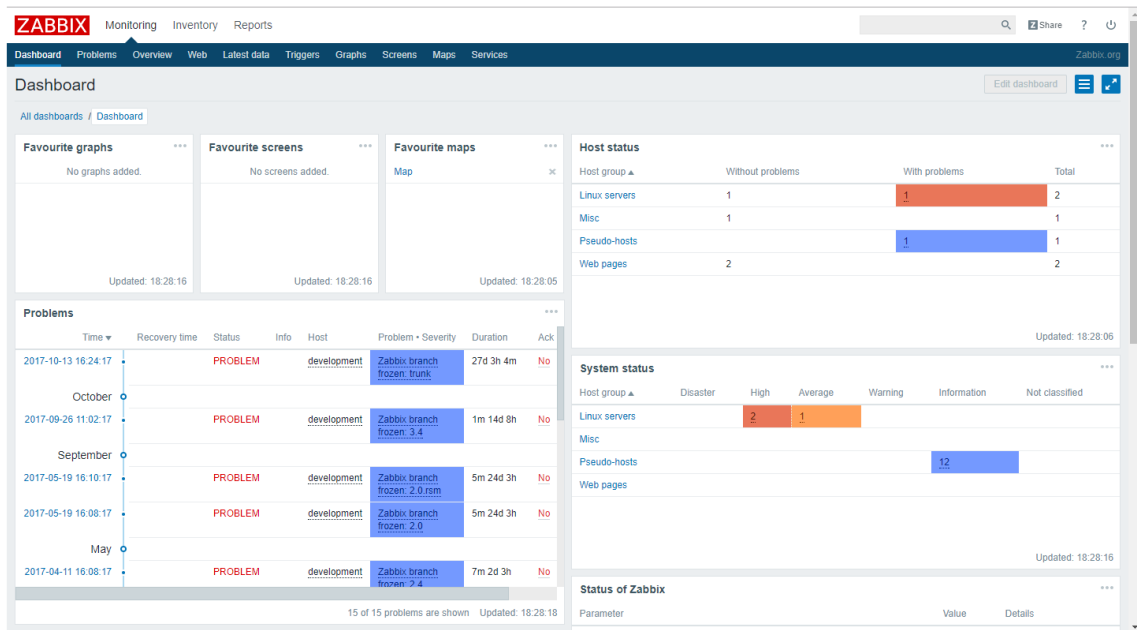 ZABBIX Monitoring Inventory Reports Z Share ?
Dashboard Problems Overview Web Latest data Triggers Graphs Screens Maps Services Zabbix.org
Dashboard Edit dashboard
All dashboards / Dashboard
Favourite graphs
No graphs added.
Updated: 18:28:16
Favourite screens
No screens added.
Updated: 18:28:16
Favourite maps
Map
Updated: 18:28:05
Problems
Time Recovery time Status Info Host Problem • Severity Duration Ack
2017-10-13 16:24:17 PROBLEM development Zabbix branch 27d 3h 4m No
frozen: trunk
October
2017-09-26 11:02:17 PROBLEM development Zabbix branch 1m 14d 8h No
frozen: 3.4
September
2017-05-19 16:10:17 PROBLEM development Zabbix branch 5m 24d 3h No
frozen: 2.0.rsm
2017-05-19 16:08:17 PROBLEM development Zabbix branch 5m 24d 3h No
frozen: 2.0
May
2017-04-11 16:08:17 PROBLEM development Zabbix branch 7m 2d 3h No
frozen: 2.4
15 of 15 problems are shown Updated: 18:28:18
Host status
Host group Without problems With problems Total
Linux servers 1 1 2
Misc 1 1
Pseudo-hosts 1 1
Web pages 2 2
Updated: 18:28:06
System status
Host group Disaster High Average Warning Information Not classified
Linux servers 2 1
Misc
Pseudo-hosts 12
Web pages
Updated: 18:28:16
Status of Zabbix
Parameter Value Details